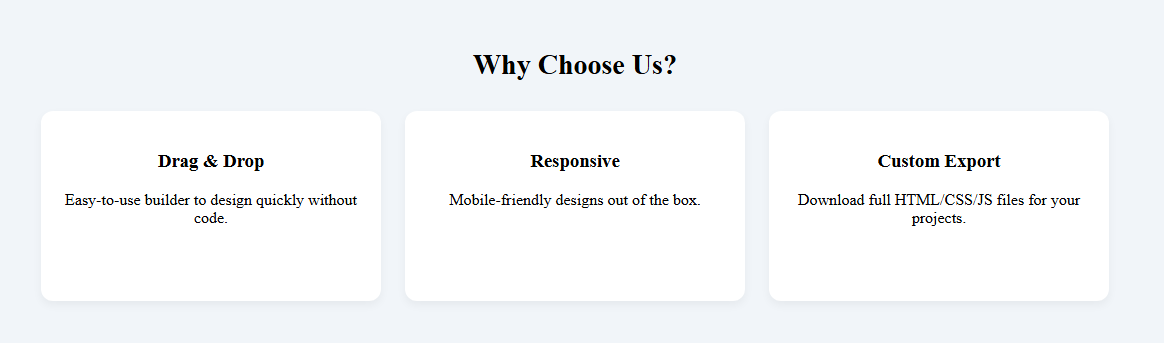 Why Choose Us?
Drag & Drop
Easy-to-use builder to design quickly without
code.
Responsive
Mobile-friendly designs out of the box.
Custom Export
Download full HTML/CSS/JS files for your
projects.